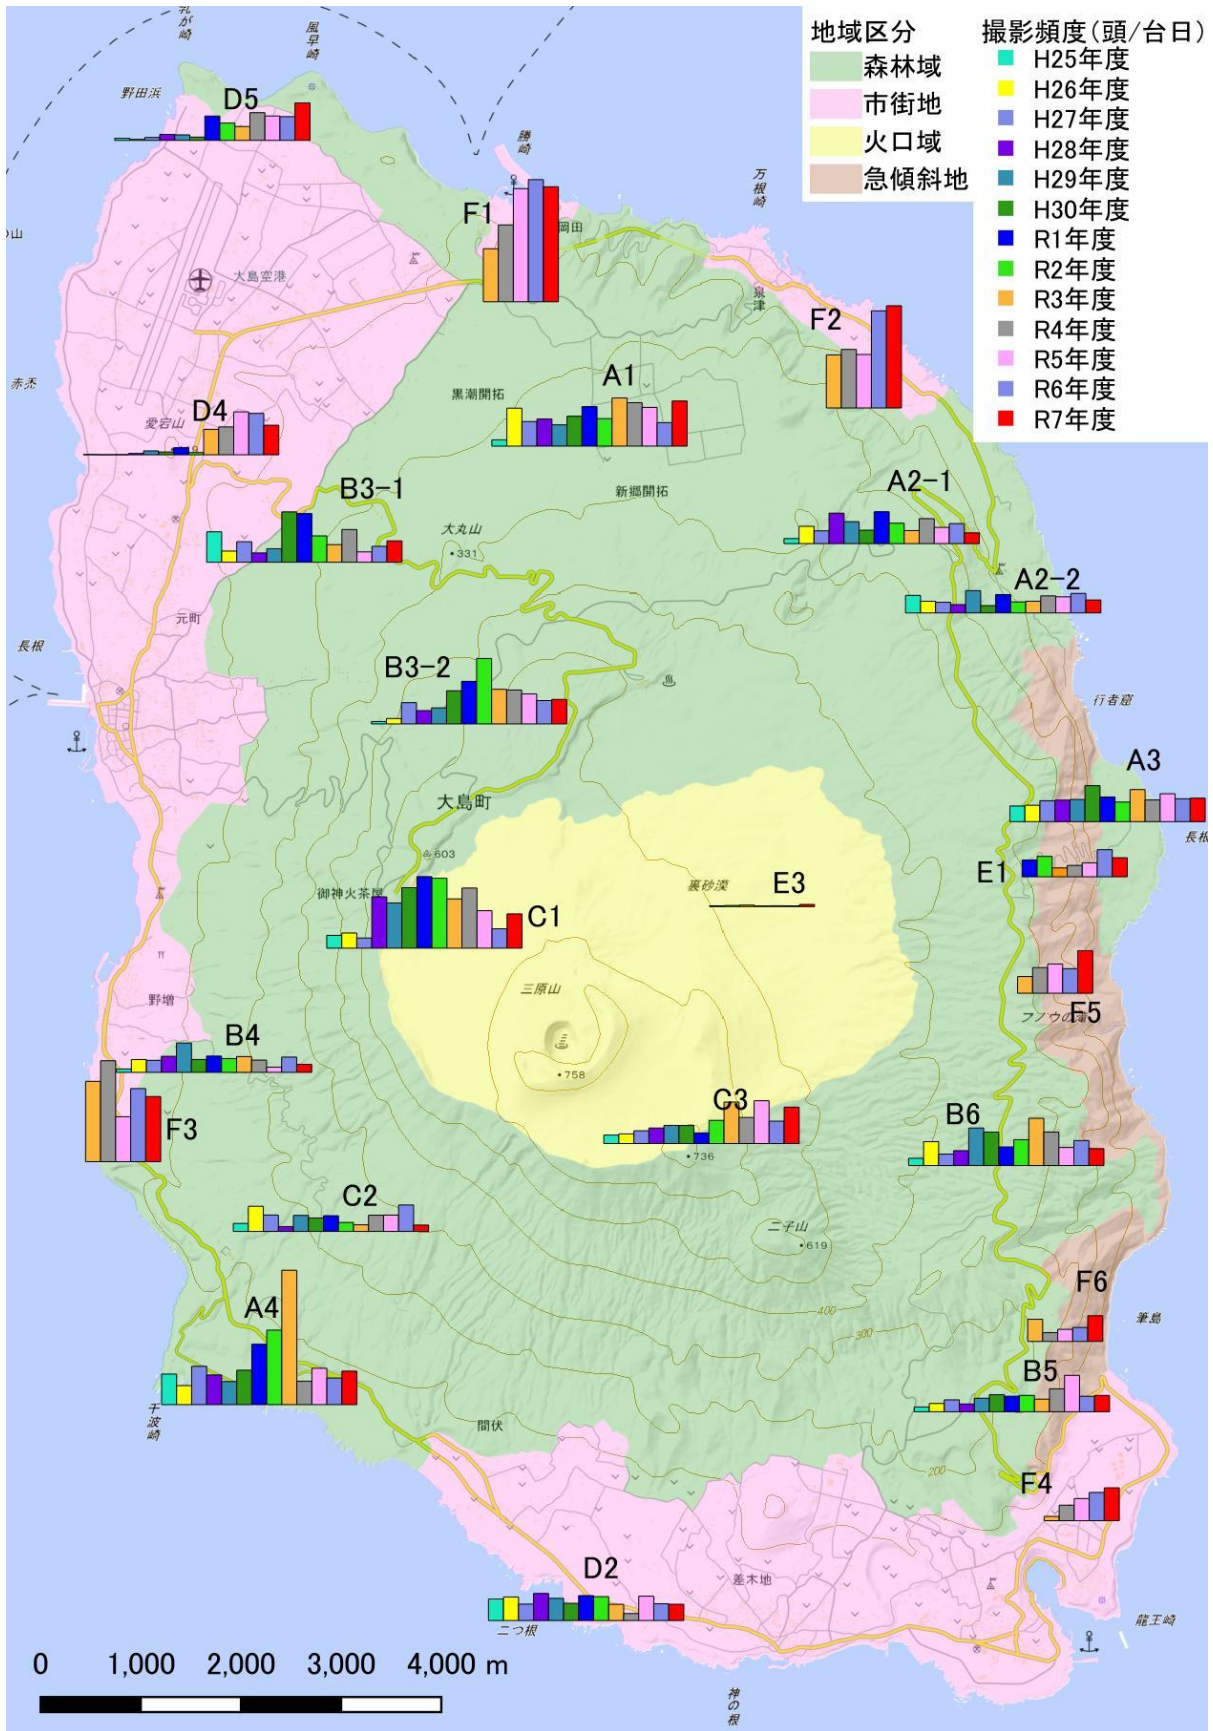 地域区分
森林域
市街地
火口域
急傾斜地
撮影頻度(頭/台日)
H25年度
H26年度
H27年度
H28年度
H29年度
H30年度
R1年度
R2年度
R3年度
R4年度
R5年度
R6年度
R7年度
乳が崎
風早崎
野田浜
D5
勝崎
万根崎
F1
岡田
大島空港
泉津
F2
赤禿
愛宕山
D4
黒潮開拓
A1
B3-1
新郷開拓
A2-1
大丸山
・331
A2-2
元町
長根
B3-2
行者窟
A3
大島町
長根
603
御神火茶屋
C1
裏砂漠
E3
E1
三原山
野増
フノウの滝
F5
B4
・758
F3
C3
・736
B6
C2
二子山
・619
F6
A4
400
300
筆島
B5
千波崎
間伏
200
F4
D2
差木地
二つ根
龍王崎
0 1,000 2,000 3,000 4,000 m
神の根